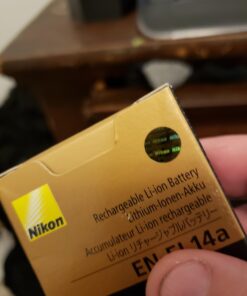 Nikon
Rechargeable Li-ion Battery
Lithium-Ionen Akku
Accumulateur Li-ion rechargeable
Li-ion リチャージャブルバッテリー
EN-EL14a